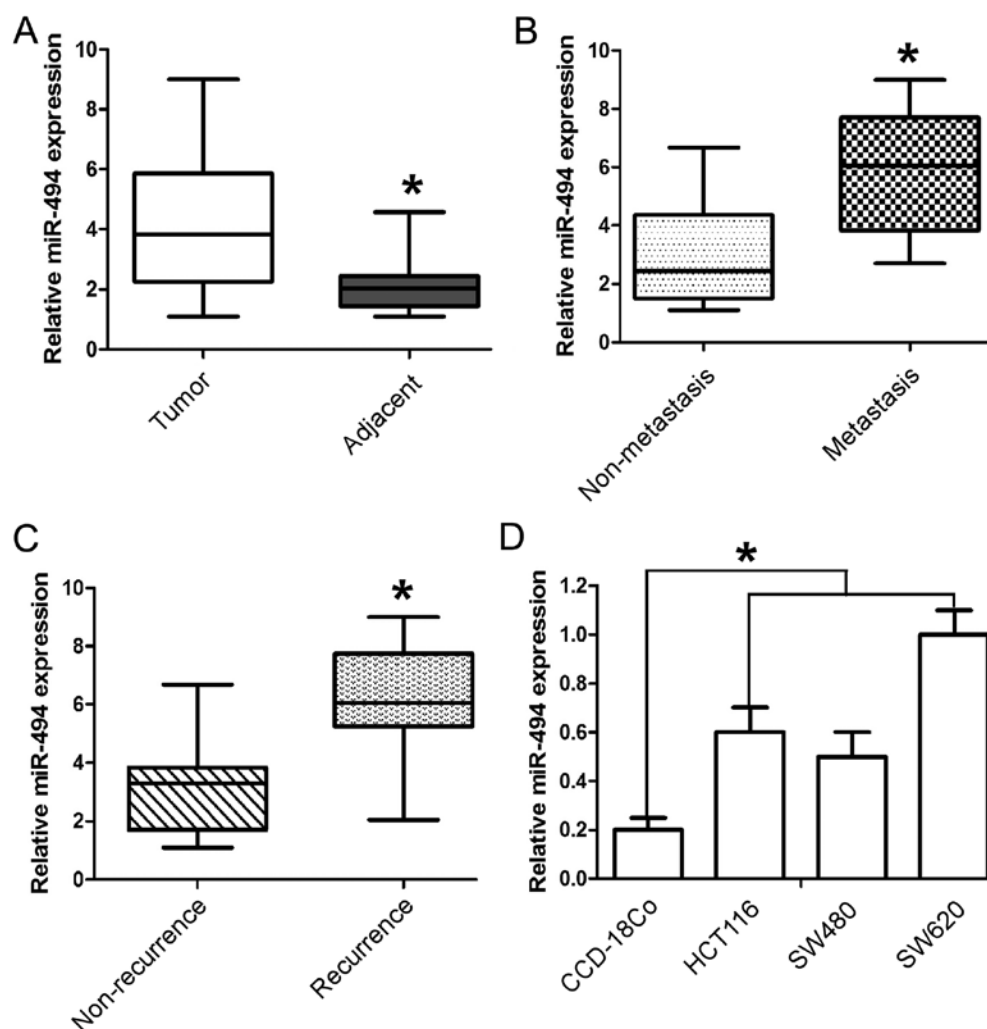 A
Relative miR-494 expression
10
8
6
4
2
0
*
Tumor
Adjacent
B
Relative miR-494 expression
10
8
6
4
2
0
*
Non-metastasis
Metastasis
C
Relative miR-494 expression
10
8
6
4
2
0
*
Non-recurrence
Recurrence
D
Relative miR-494 expression
1.2
1.0
0.8
0.6
0.4
0.2
0.0
*
CCD-18Co
HCT116
SW480
SW620